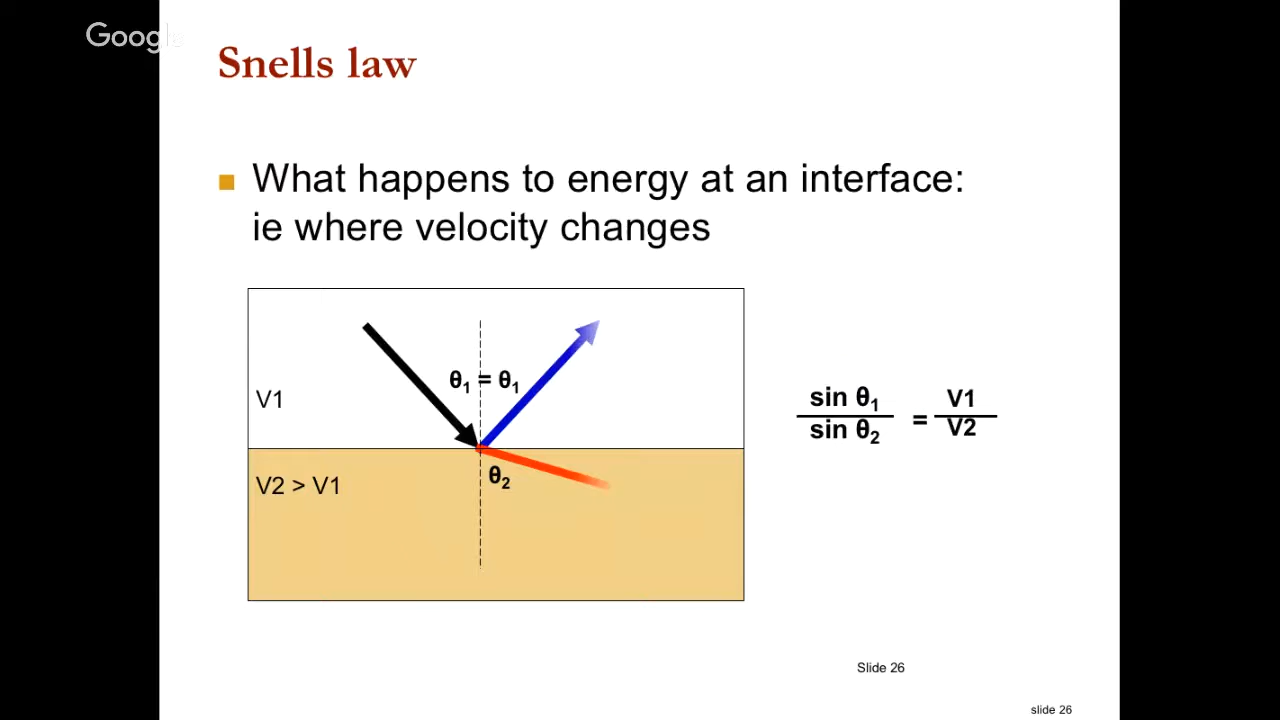 Google
Snells law
What happens to energy at an interface:
ie where velocity changes
θ₁ = θ₁
V1
V2 > V1
θ₂
sin θ₁
sin θ₂
=
V1
V2
Slide 26
slide 26